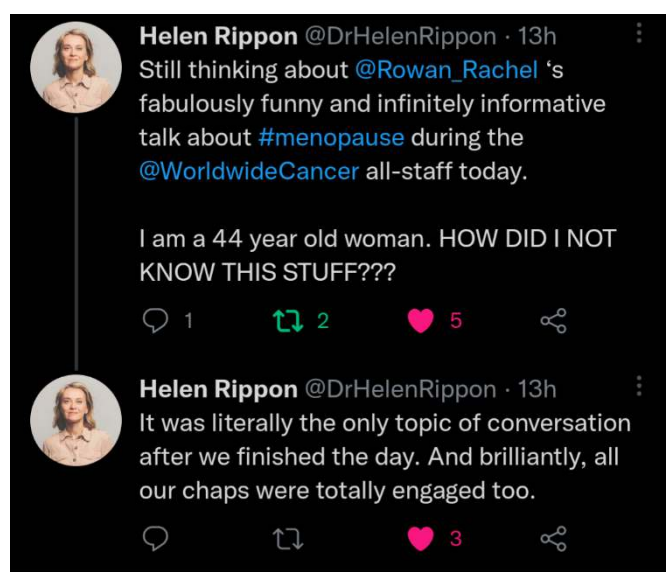 Helen Rippon @DrHelenRippon · 13h
Still thinking about @Rowan_Rachel ‘s
fabulously funny and infinitely informative
talk about #menopause during the
@WorldwideCancer all-staff today.
I am a 44 year old woman. HOW DID I NOT
KNOW THIS STUFF???
1 2 5
Helen Rippon @DrHelenRippon · 13h
It was literally the only topic of conversation
after we finished the day. And brilliantly, all
our chaps were totally engaged too.
3